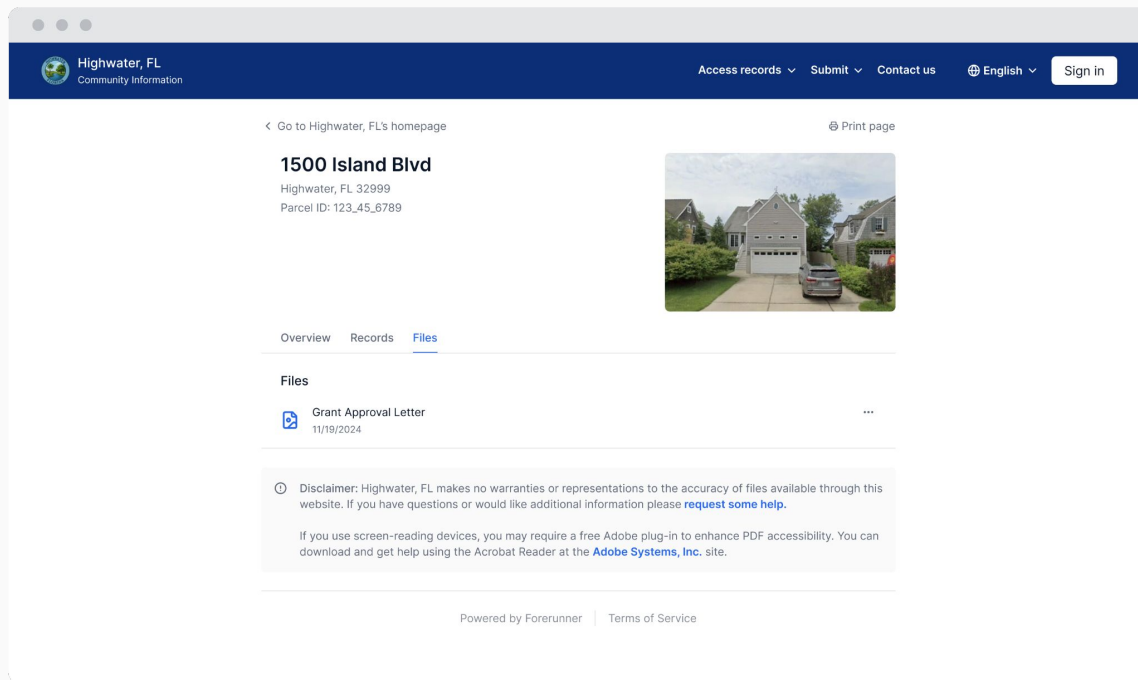 Highwater, FL
Community Information
Access records
Submit
Contact us
English
Sign in
Go to Highwater, FL's homepage
Print page
1500 Island Blvd
Highwater, FL 32999
Parcel ID: 123_45_6789
Overview
Records
Files
Files
Grant Approval Letter
11/19/2024
Disclaimer: Highwater, FL makes no warranties or representations to the accuracy of files available through this
website. If you have questions or would like additional information please request some help.
If you use screen-reading devices, you may require a free Adobe plug-in to enhance PDF accessibility. You can
download and get help using the Acrobat Reader at the Adobe Systems, Inc. site.
Powered by Forerunner
Terms of Service